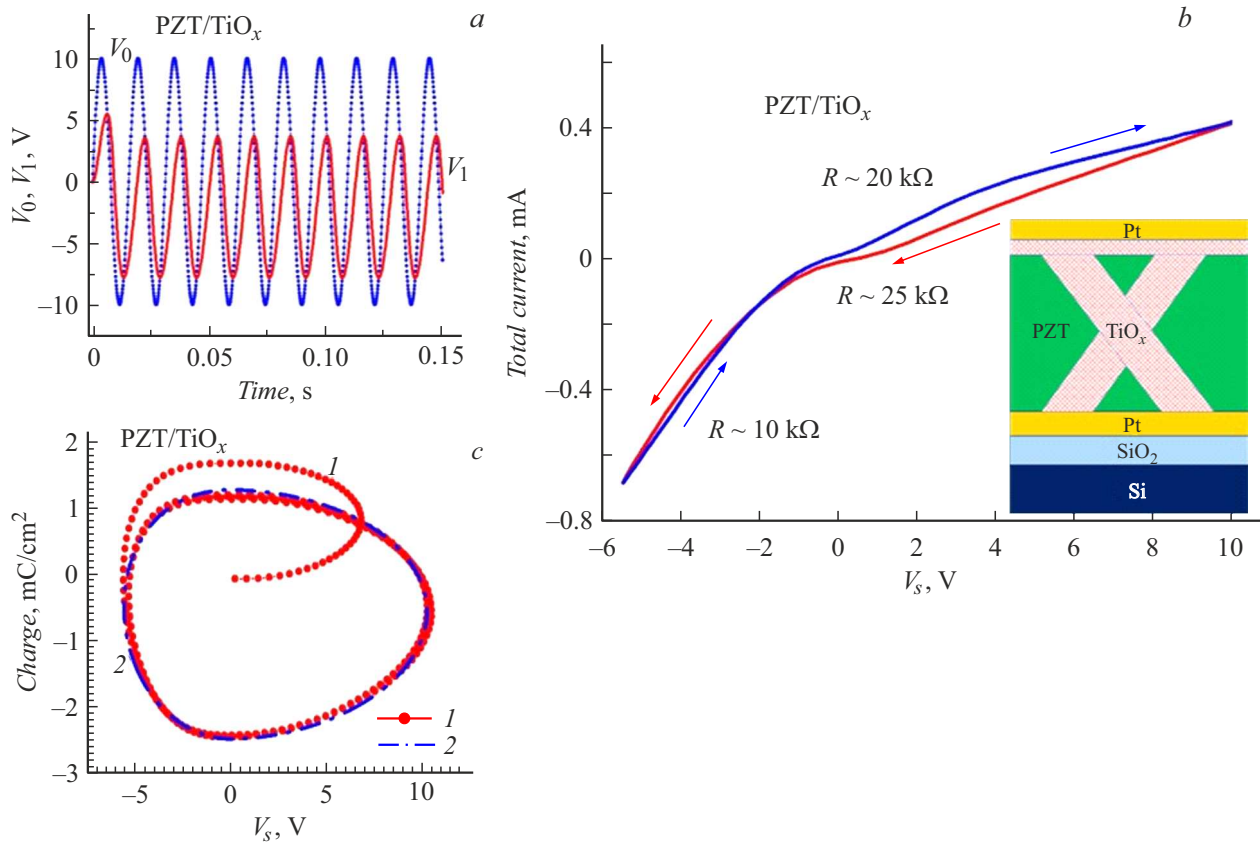 PZT/TiOₓ
a
V₀
10
5
0
−5
−10
V₀, V₁, V
V₁
0
0.05
0.10
0.15
Time, s
b
PZT/TiOₓ
0.4
0
−0.4
−0.8
Total current, mA
R ~ 20 kΩ
R ~ 25 kΩ
R ~ 10 kΩ
Pt
PZT
TiOₓ
Pt
SiO₂
Si
−6
−4
−2
0
2
4
6
8
10
Vₛ, V
PZT/TiOₓ
c
2
1
0
−1
−2
−3
Charge, mC/cm²
1
2
1
2
−5
0
5
10
Vₛ, V